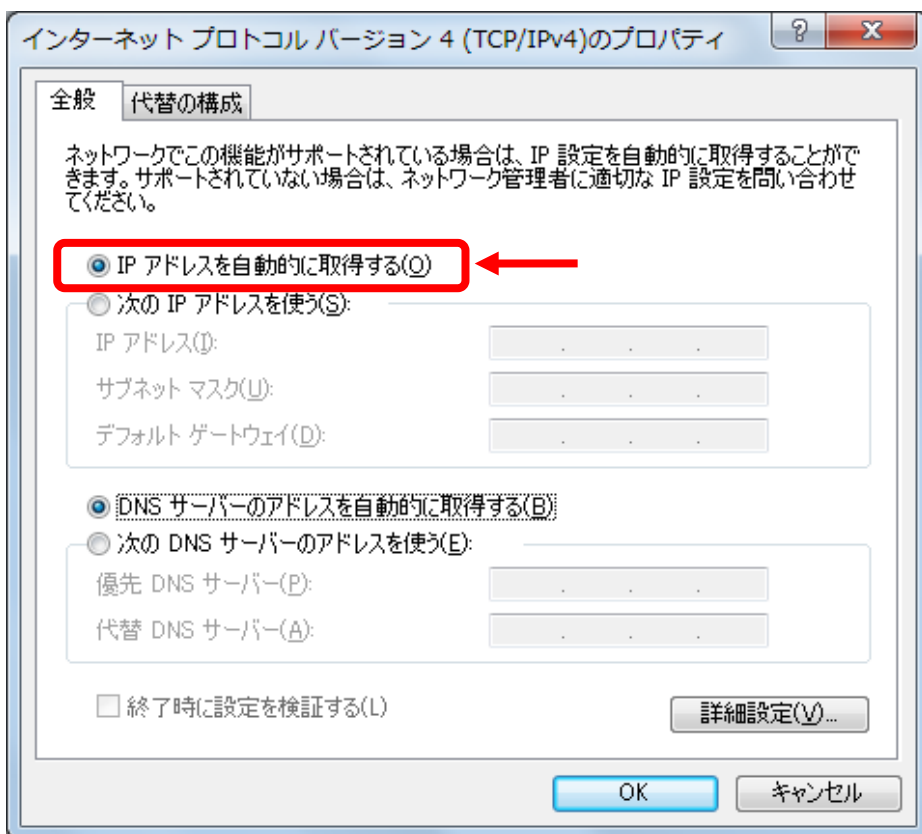 インターネット プロトコル バージョン 4 (TCP/IPv4)のプロパティ
全般
代替の構成
ネットワークでこの機能がサポートされている場合は、IP 設定を自動的に取得することがで
きます。サポートされていない場合は、ネットワーク管理者に適切な IP 設定を問い合わせ
てください。
IP アドレスを自動的に取得する(O)
次の IP アドレスを使う(S):
IP アドレス(I):
サブネット マスク(U):
デフォルト ゲートウェイ(D):
DNS サーバーのアドレスを自動的に取得する(B)
次の DNS サーバーのアドレスを使う(E):
優先 DNS サーバー(P):
代替 DNS サーバー(A):
終了時に設定を検証する(L)
詳細設定(V)...
OK
キャンセル